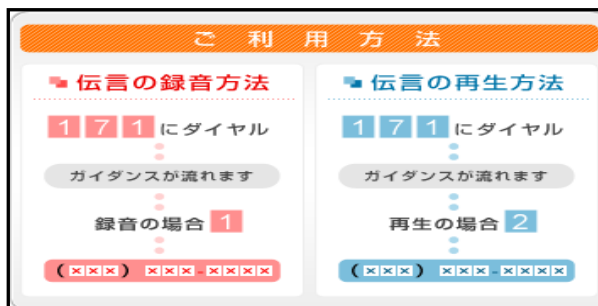 ご利用方法
伝言の録音方法
171にダイヤル
ガイダンスが流れます
録音の場合1
(×××) ×××-××××
伝言の再生方法
171にダイヤル
ガイダンスが流れます
再生の場合2
(×××) ×××-××××